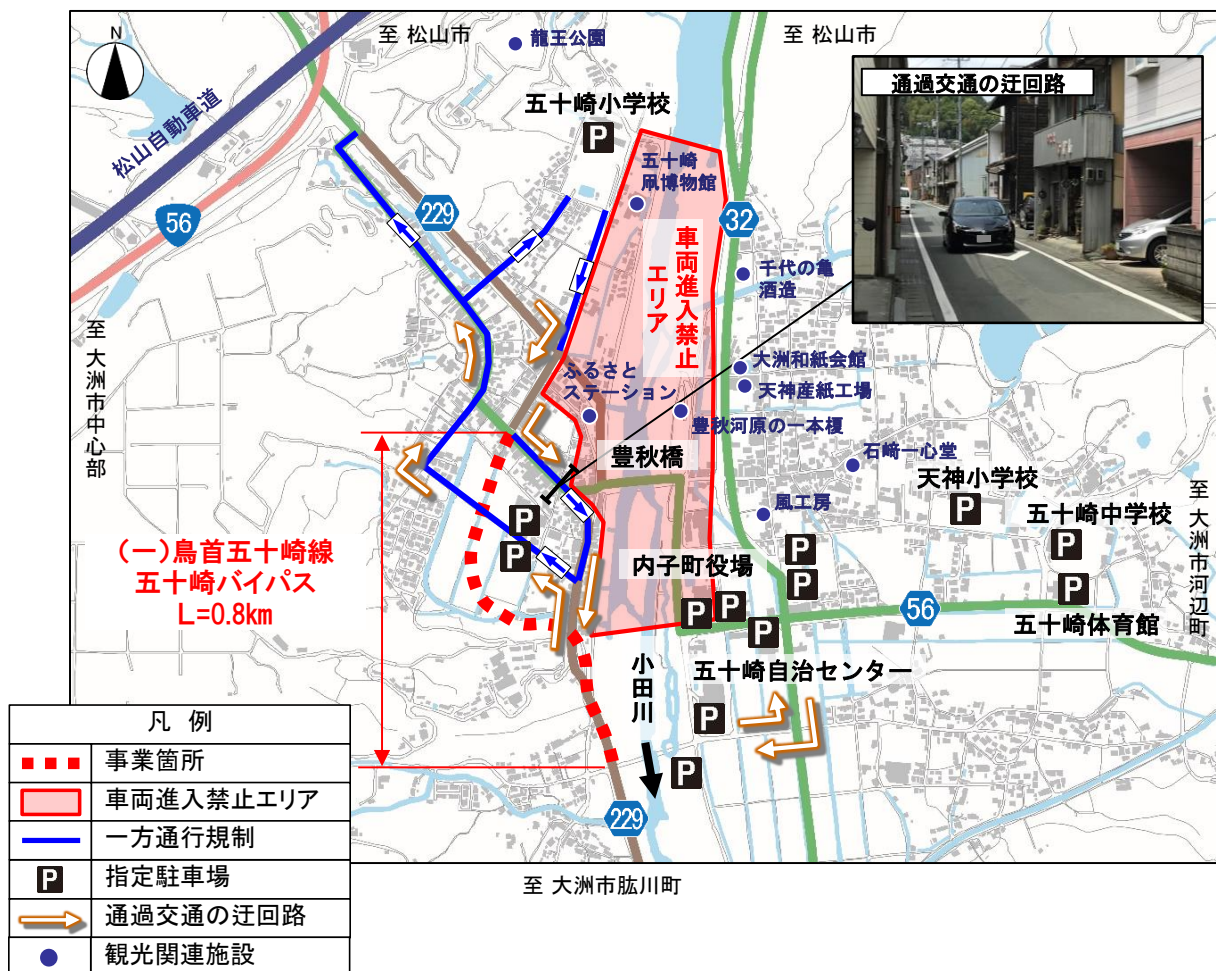 至 松山市
至 松山市
N
龍王公園
通過交通の迂回路
松山自動車道
五十崎小学校
P
五十崎
凧博物館
56
229
32
車両進入禁止
エリア
千代の亀
酒造
至 大洲市中心部
大洲和紙会館
天神産紙工場
ふるさと
ステーション
豊秋河原の一本榎
豊秋橋
石崎一心堂
天神小学校
P
至 大洲市河辺町
五十崎中学校
P
風工房
P
P
(一)鳥首五十崎線
五十崎バイパス
L=0.8km
内子町役場
P
P
P
P
P
56
P
五十崎体育館
五十崎自治センター
小田川
P
P
229
至 大洲市肱川町
凡 例
事業箇所
車両進入禁止エリア
一方通行規制
P
指定駐車場
通過交通の迂回路
観光関連施設